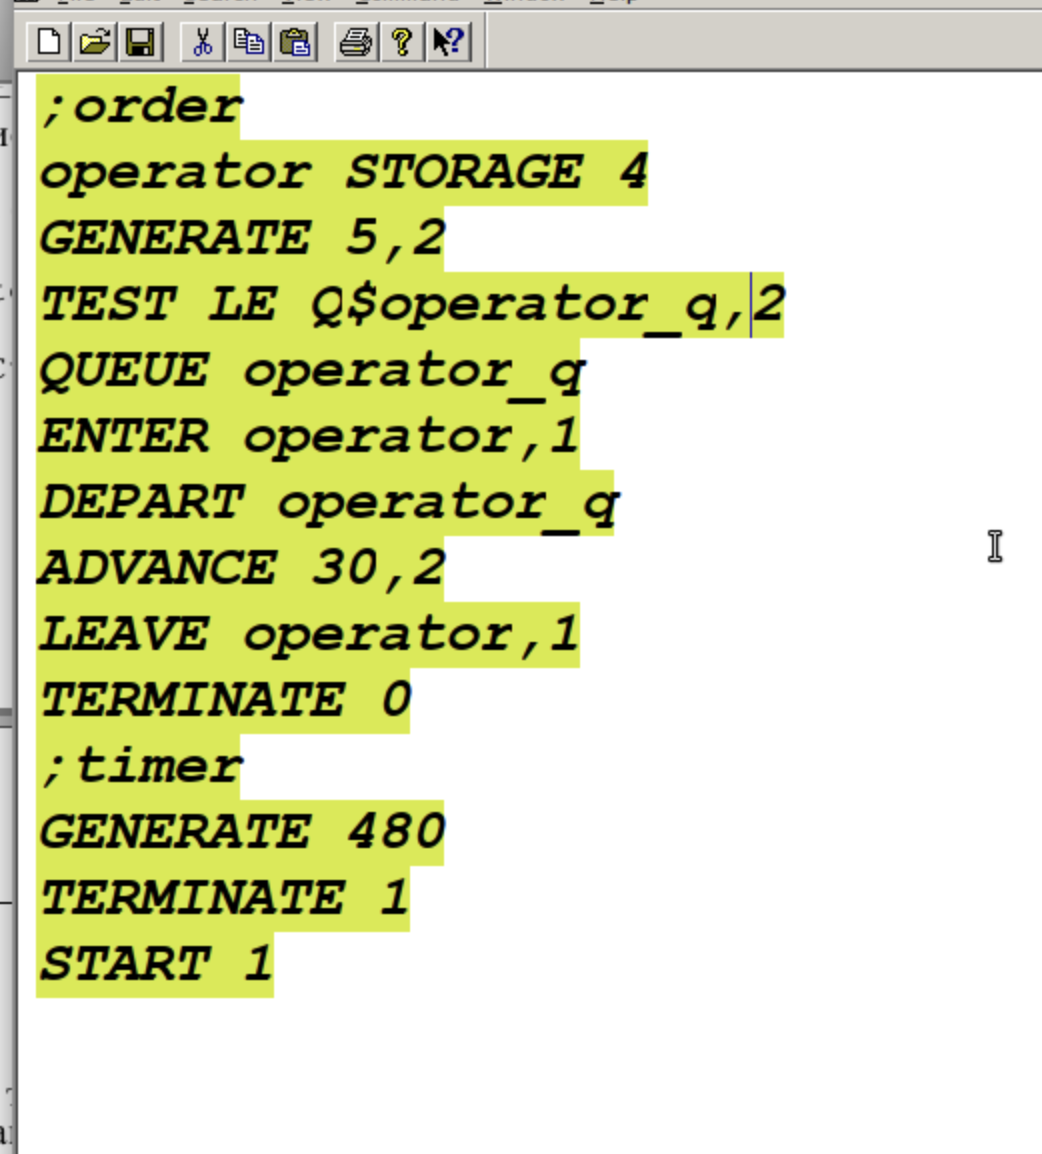 ;order
operator STORAGE 4
GENERATE 5,2
TEST LE Q$operator_q,2
QUEUE operator_q
ENTER operator,1
DEPART operator_q
ADVANCE 30,2
LEAVE operator,1
TERMINATE 0
;timer
GENERATE 480
TERMINATE 1
START 1